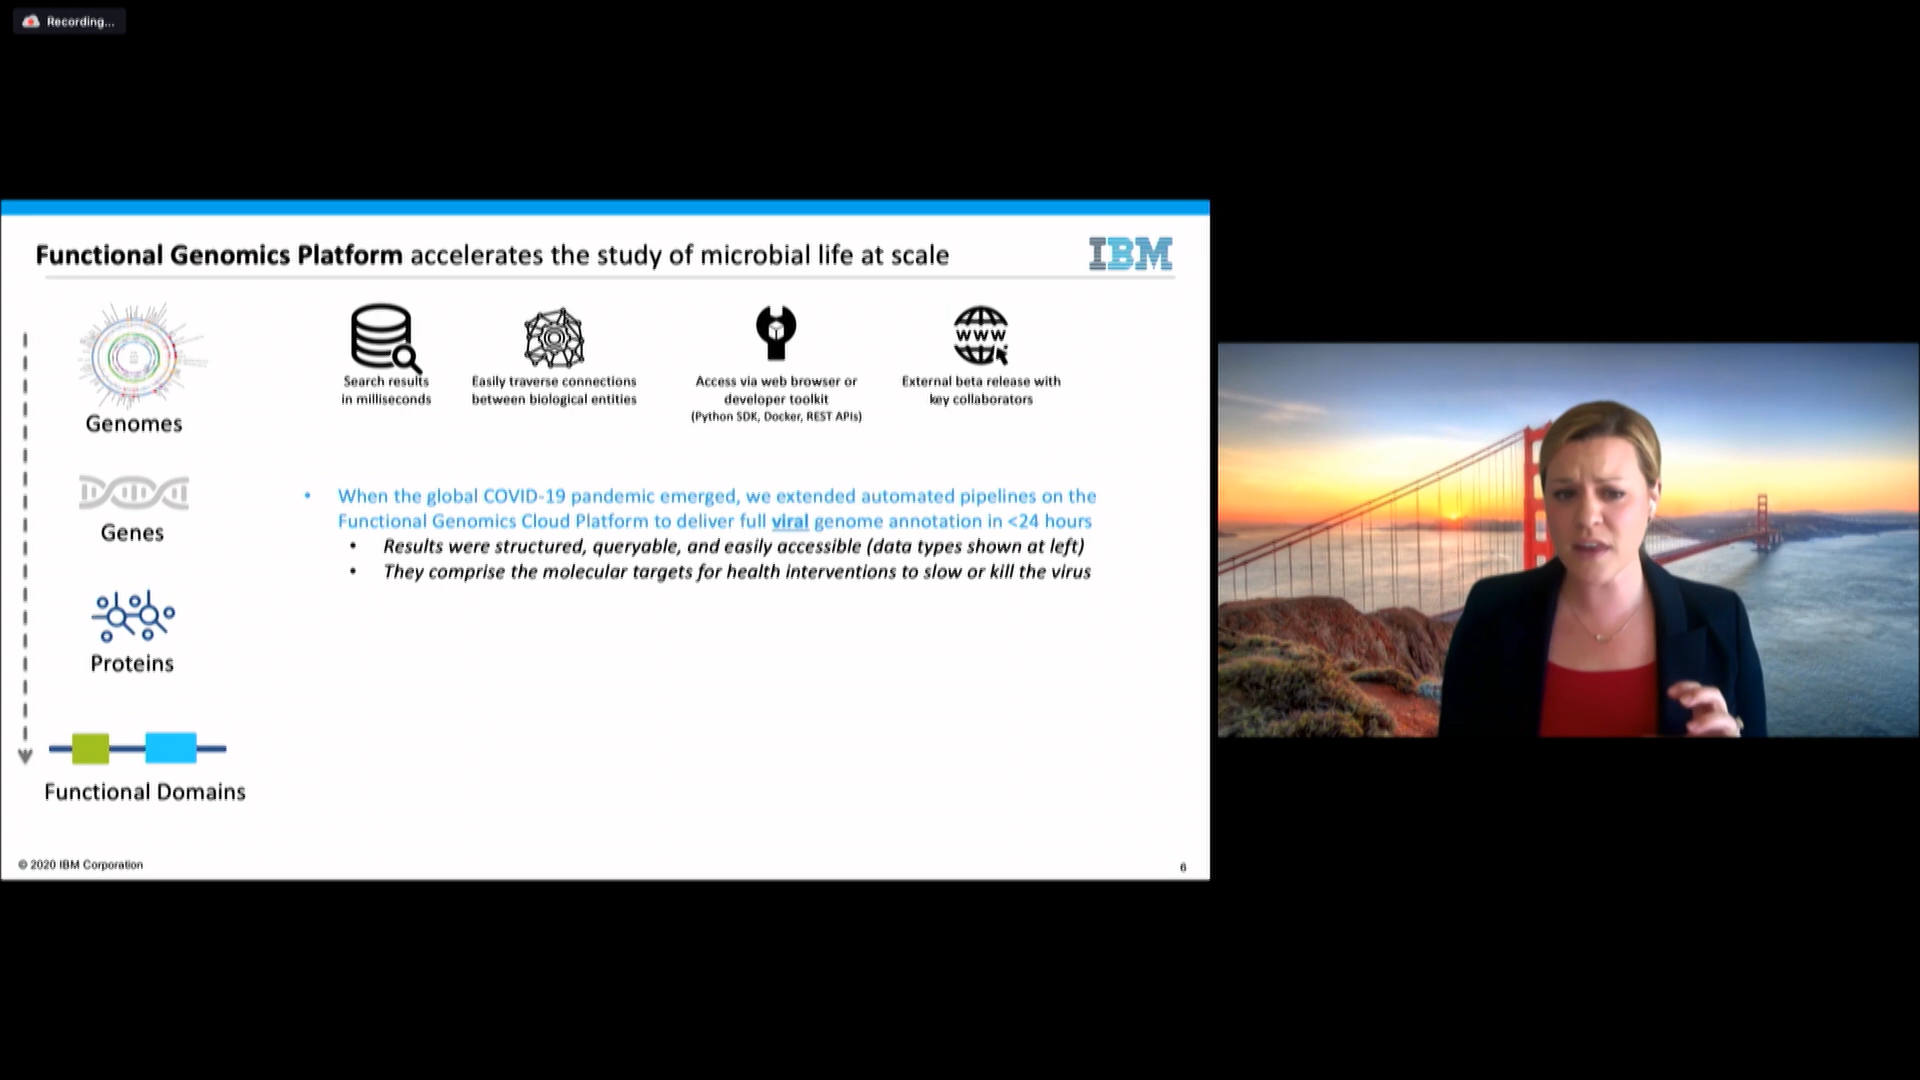 Recording...
Functional Genomics Platform accelerates the study of microbial life at scale
IBM
Genomes
Genes
Proteins
Functional Domains
Search results
in milliseconds
Easily traverse connections
between biological entities
Access via web browser or
developer toolkit
(Python SDK, Docker, REST APIs)
www
External beta release with
key collaborators
• When the global COVID-19 pandemic emerged, we extended automated pipelines on the
Functional Genomics Cloud Platform to deliver full viral genome annotation in <24 hours
• Results were structured, queryable, and easily accessible (data types shown at left)
• They comprise the molecular targets for health interventions to slow or kill the virus
© 2020 IBM Corporation
6